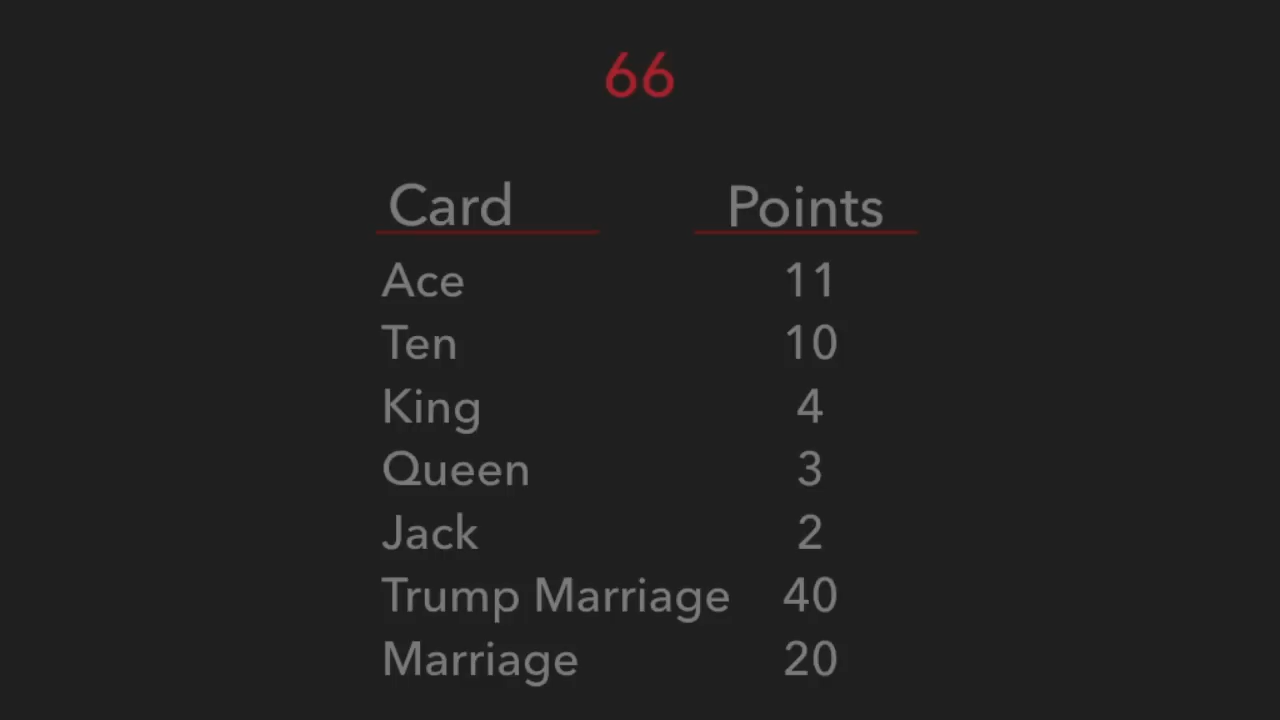 66
Card Points
Ace 11
Ten 10
King 4
Queen 3
Jack 2
Trump Marriage 40
Marriage 20